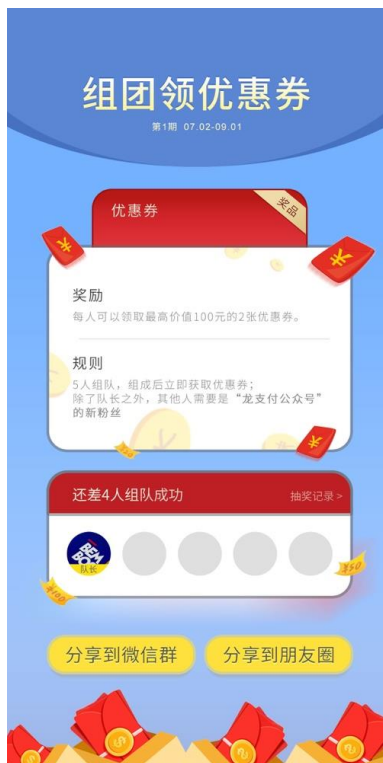 组团领优惠券
第1期 07.02-09.01
优惠券
奖品
奖励
每人可以领取最高价值100元的2张优惠券。
规则
5人组队，组成后立即获取优惠券；
除了队长之外，其他人需要是“龙支付公众号”
的新粉丝
还差4人组队成功
抽奖记录 >
队长
¥100
¥50
分享到微信群
分享到朋友圈